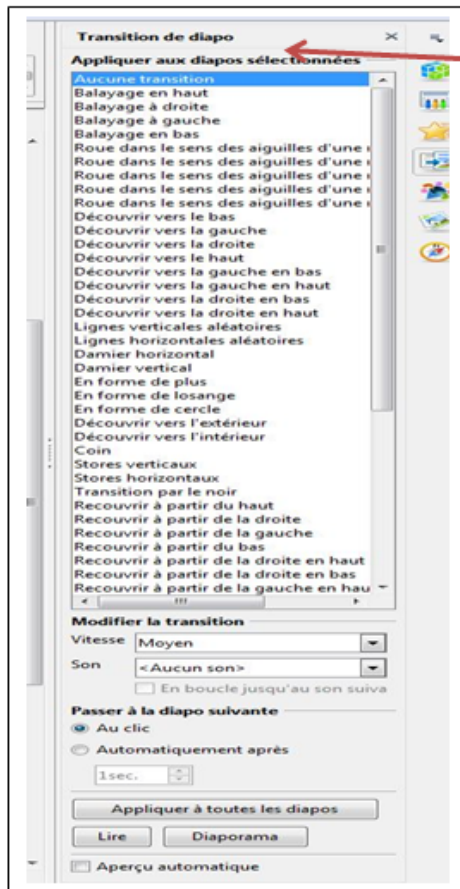 Transition de diapo
Appliquer aux diapos sélectionnées
Aucune transition
Balayage en haut
Balayage à droite
Balayage à gauche
Balayage en bas
Roue dans le sens des aiguilles d'une
Roue dans le sens des aiguilles d'une
Roue dans le sens des aiguilles d'une
Roue dans le sens des aiguilles d'une
Roue dans le sens des aiguilles d'une
Découvrir vers le bas
Découvrir vers la gauche
Découvrir vers la droite
Découvrir vers le haut
Découvrir vers la gauche en bas
Découvrir vers la gauche en haut
Découvrir vers la droite en bas
Découvrir vers la droite en haut
Lignes verticales aléatoires
Lignes horizontales aléatoires
Damier horizontal
Damier vertical
En forme de plus
En forme de losange
En forme de cercle
Découvrir vers l'extérieur
Découvrir vers l'intérieur
Coin
Stores verticaux
Stores horizontaux
Transition par le noir
Recouvrir à partir du haut
Recouvrir à partir de la droite
Recouvrir à partir de la gauche
Recouvrir à partir du bas
Recouvrir à partir de la droite en haut
Recouvrir à partir de la droite en bas
Recouvrir à partir de la gauche en hau
Modifier la transition
Vitesse Moyen
Son <Aucun son>
En boucle jusqu'au son suiva
Passer à la diapo suivante
Au clic
Automatiquement après
1sec.
Appliquer à toutes les diapos
Lire Diaporama
Aperçu automatique